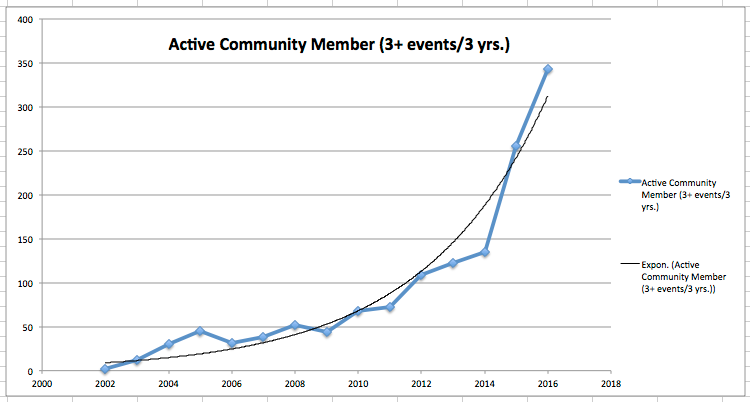 Active Community Member (3+ events/3 yrs.)
400
350
300
250
200
150
100
50
0
2000 2002 2004 2006 2008 2010 2012 2014 2016 2018
Active Community
Member (3+ events/3
yrs.)
Expon. (Active
Community Member
(3+ events/3 yrs.))